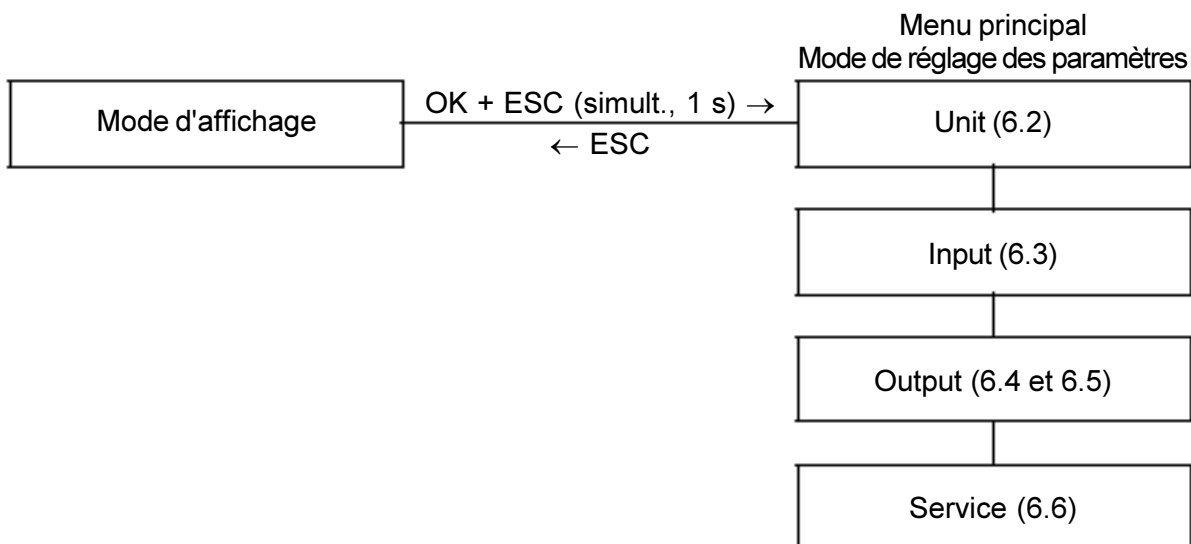 Menu principal
Mode de réglage des paramètres
Mode d'affichage
OK + ESC (simult., 1 s) →
← ESC
Unit (6.2)
Input (6.3)
Output (6.4 et 6.5)
Service (6.6)